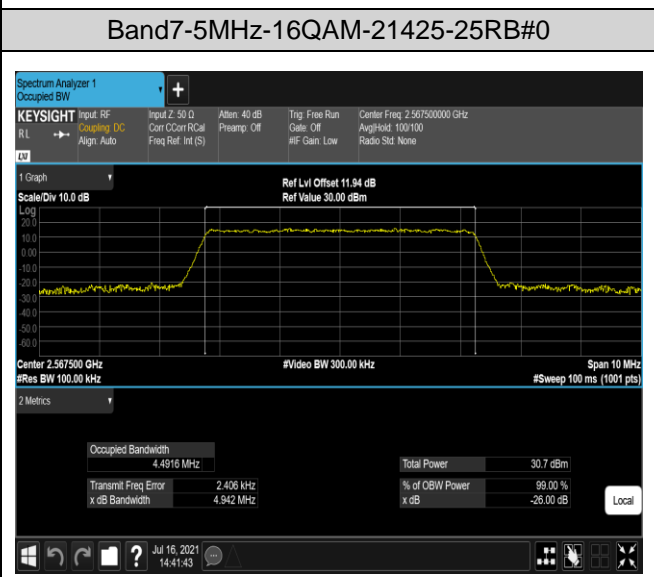 Band7-5MHz-16QAM-21425-25RB#0
Spectrum Analyzer 1
Occupied BW
KEYSIGHT Input: RF Input Z: 50 Ω Atten: 40 dB Trig: Free Run Center Freq: 2.567500000 GHz
RL Coupling: DC Corr CCorr RCal Preamp: Off Gate: Off Avg|Hold: 100/100
Align: Auto Freq Ref: Int (S) #IF Gain: Low Radio Std: None
LXI
1 Graph
Ref Lvl Offset 11.94 dB
Scale/Div 10.0 dB Ref Value 30.00 dBm
Log
20.0
10.0
0.00
-10.0
-20.0
-30.0
-40.0
-50.0
-60.0
Center 2.567500 GHz #Video BW 300.00 kHz Span 10 MHz
#Res BW 100.00 kHz #Sweep 100 ms (1001 pts)
2 Metrics
Occupied Bandwidth
4.4916 MHz Total Power 30.7 dBm
Transmit Freq Error 2.406 kHz % of OBW Power 99.00 %
x dB Bandwidth 4.942 MHz x dB -26.00 dB
Local
? Jul 16, 2021
14:41:43